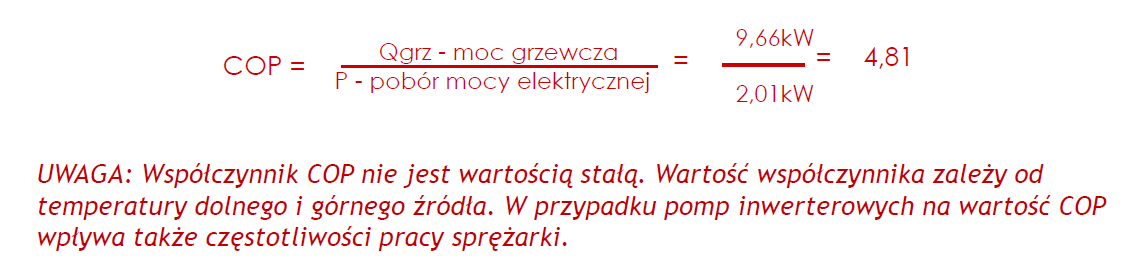 COP = Qgrz - moc grzewcza / P - pobór mocy elektrycznej = 9,66kW / 2,01kW = 4,81
UWAGA: Współczynnik COP nie jest wartością stałą. Wartość współczynnika zależy od
temperatury dolnego i górnego źródła. W przypadku pomp inwerterowych na wartość COP
wpływa także częstotliwości pracy sprężarki.